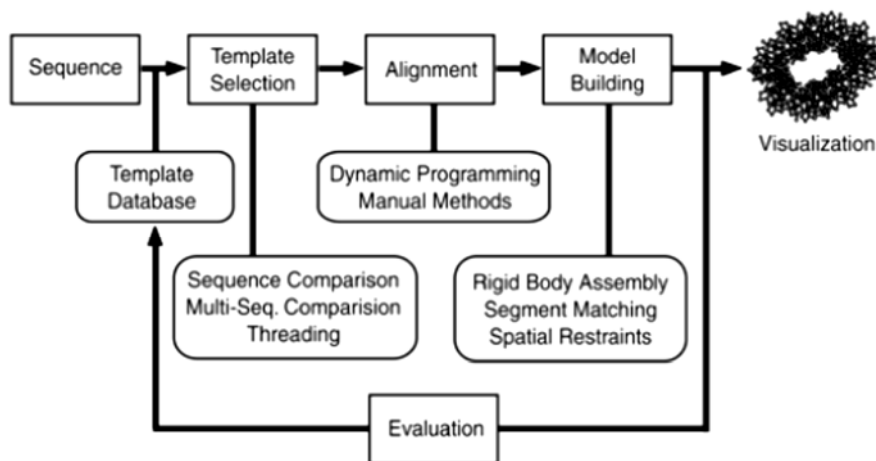 Sequence
Template
Selection
Alignment
Model
Building
Visualization
Template
Database
Dynamic Programming
Manual Methods
Sequence Comparison
Multi-Seq. Comparision
Threading
Rigid Body Assembly
Segment Matching
Spatial Restraints
Evaluation